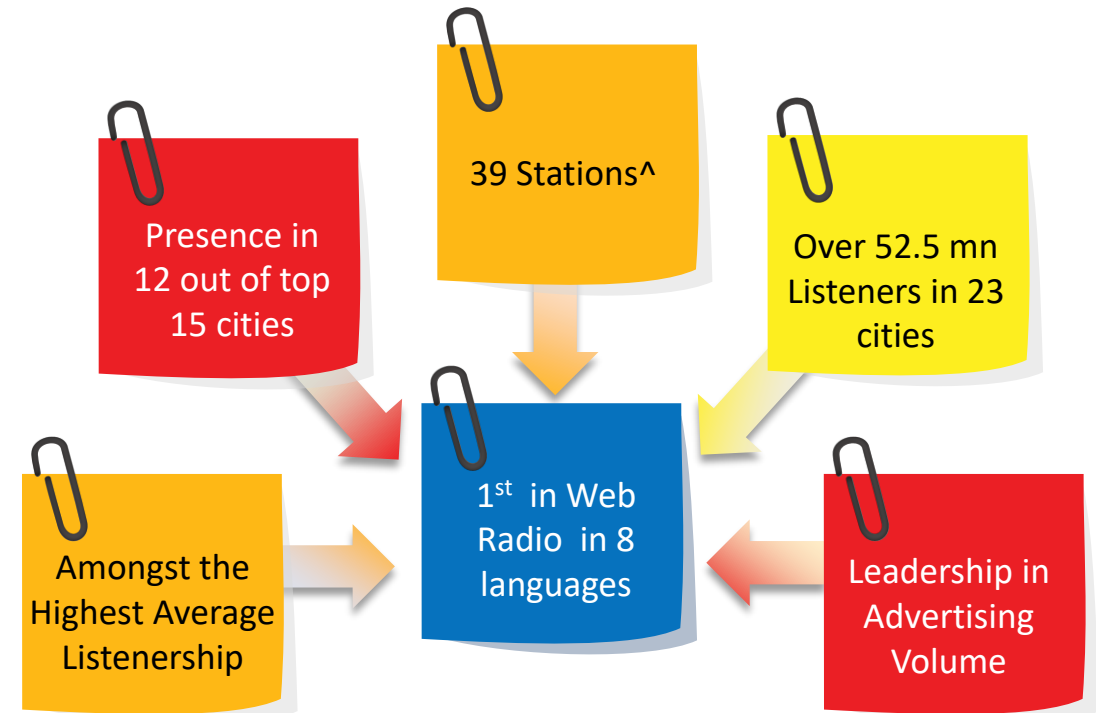 39 Stations^
Presence in
12 out of top
15 cities
Over 52.5 mn
Listeners in 23
cities
1st in Web
Radio in 8
languages
Amongst the
Highest Average
Listenership
Leadership in
Advertising
Volume